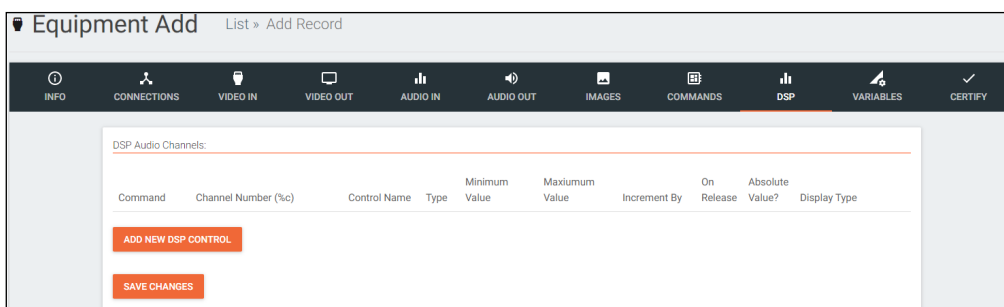 Equipment Add List » Add Record
INFO CONNECTIONS VIDEO IN VIDEO OUT AUDIO IN AUDIO OUT IMAGES COMMANDS DSP VARIABLES CERTIFY
DSP Audio Channels:
Command Channel Number (%c) Control Name Type Minimum Value Maxiumum Value Increment By On Release Absolute Value? Display Type
ADD NEW DSP CONTROL
SAVE CHANGES